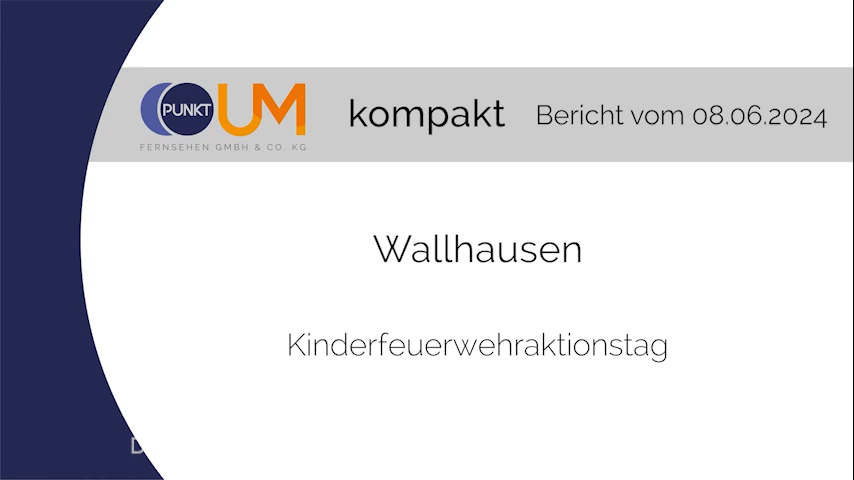 PUNKT UM
FERNSEHEN GMBH & CO. KG
kompakt
Bericht vom 08.06.2024
Wallhausen
Kinderfeuerwehraktionstag